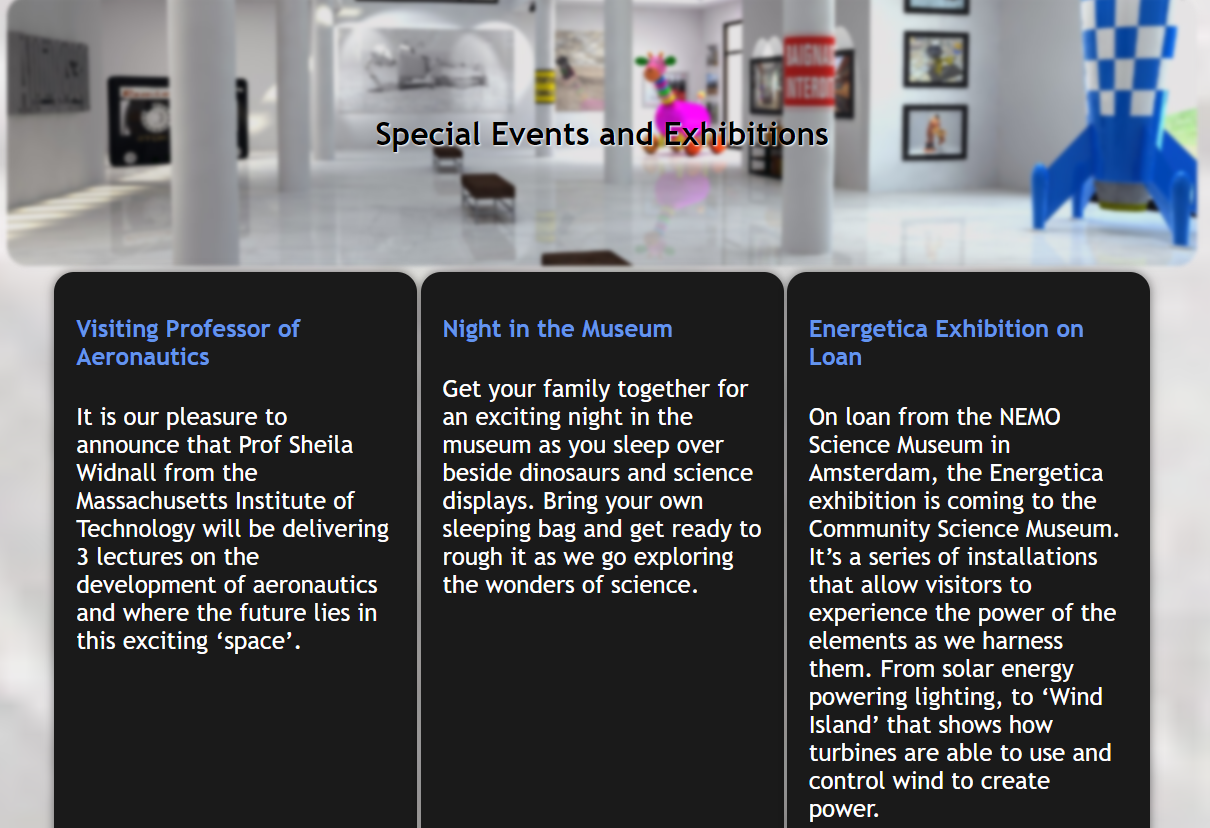 Special Events and Exhibitions
Visiting Professor of
Aeronautics
It is our pleasure to
announce that Prof Sheila
Widnall from the
Massachusetts Institute of
Technology will be delivering
3 lectures on the
development of aeronautics
and where the future lies in
this exciting ‘space’.
Night in the Museum
Get your family together for
an exciting night in the
museum as you sleep over
beside dinosaurs and science
displays. Bring your own
sleeping bag and get ready to
rough it as we go exploring
the wonders of science.
Energetica Exhibition on
Loan
On loan from the NEMO
Science Museum in
Amsterdam, the Energetica
exhibition is coming to the
Community Science Museum.
It’s a series of installations
that allow visitors to
experience the power of the
elements as we harness
them. From solar energy
powering lighting, to ‘Wind
Island’ that shows how
turbines are able to use and
control wind to create
power.